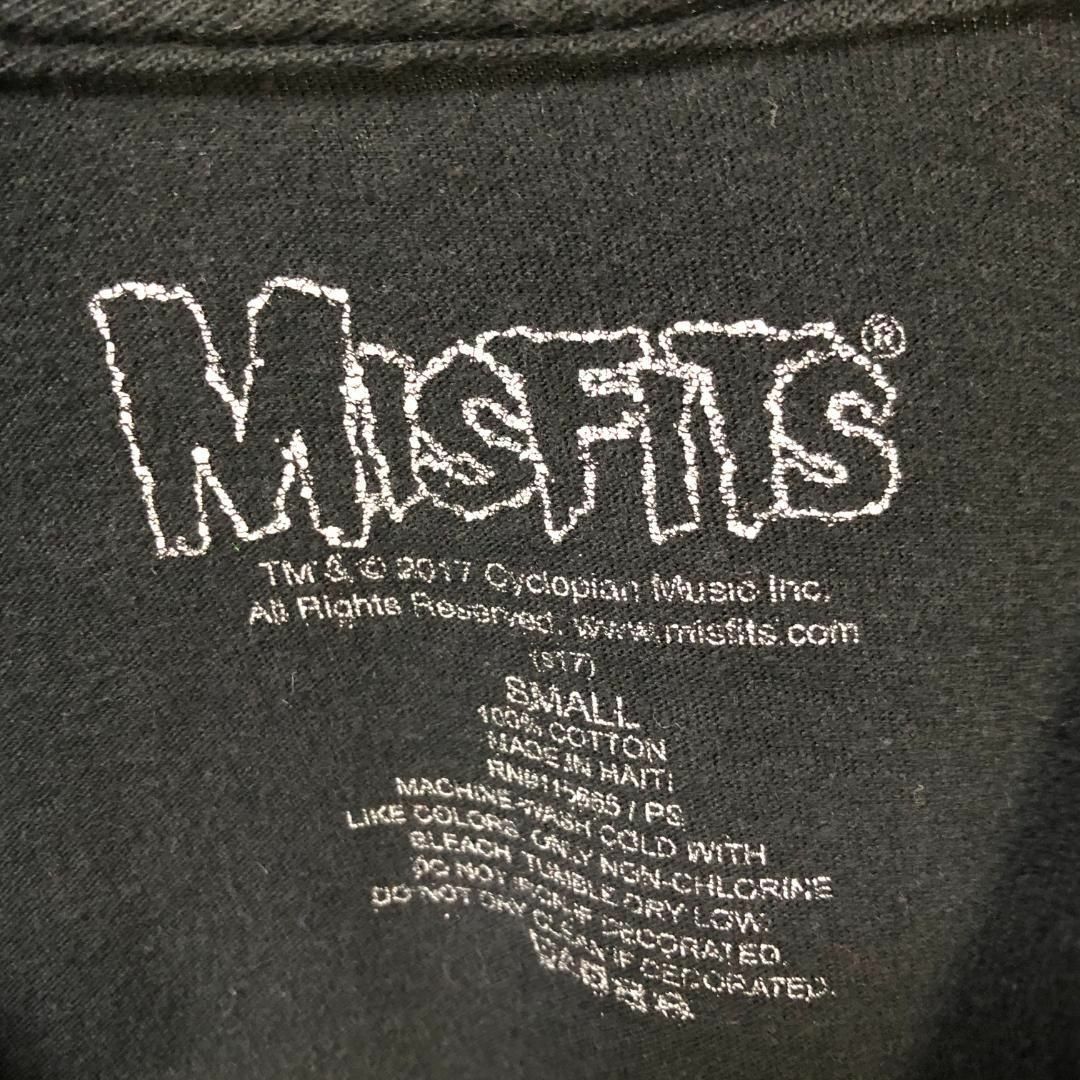 MISFITS®
TM & © 2017 Cyclopian Music Inc.
All Rights Reserved. www.misfits.com
(s17)
SMALL
100% COTTON
MADE IN HAITI
/ PS
MACHINE WASH COLD WITH
LIKE COLORS. ONLY NON-CHLORINE
BLEACH TUMBLE DRY LOW.
DO NOT IRON IF DECORATED.
DO NOT DRY CLEAN IF DECORATED.